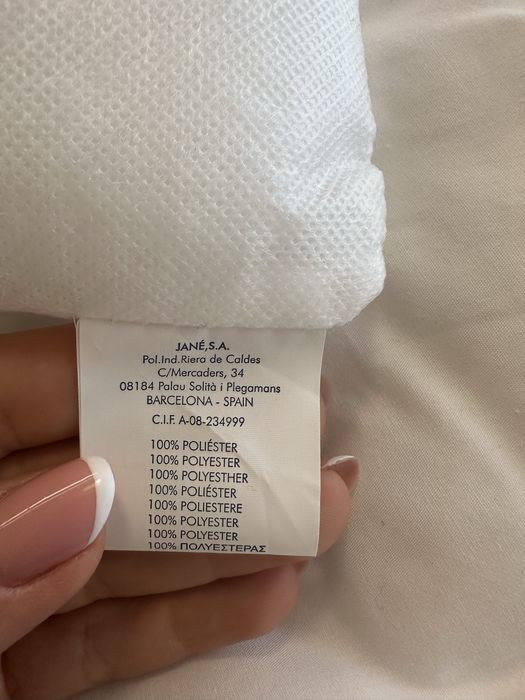 JANÉ,S.A.
Pol.Ind.Riera de Caldes
C/Mercaders, 34
08184 Palau Solità i Plegamans
BARCELONA - SPAIN
C.I.F. A-08-234999
100% POLIÉSTER
100% POLYESTER
100% POLYESTHER
100% POLIÉSTER
100% POLIESTERE
100% POLYESTER
100% POLYESTER
100% ΠΟΛΥΕΣΤΕΡΑΣ